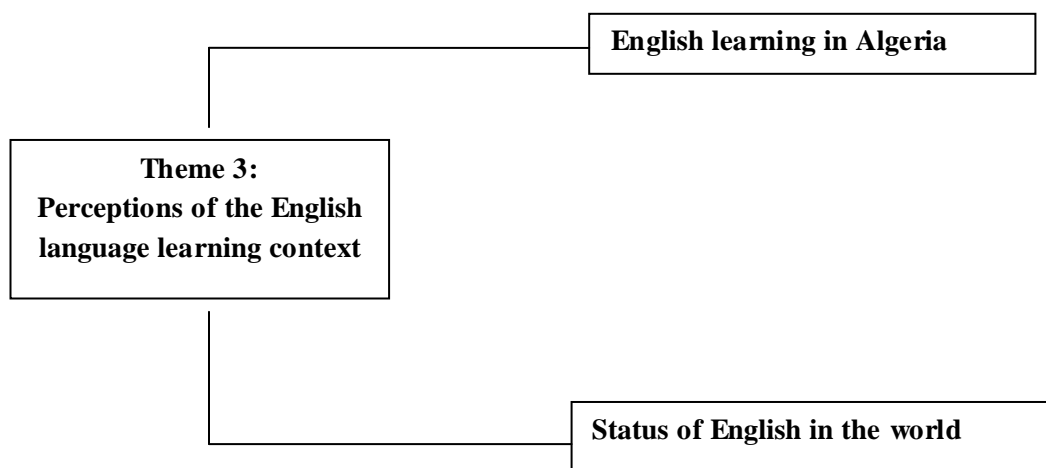 English learning in Algeria
Theme 3:
Perceptions of the English
language learning context
Status of English in the world